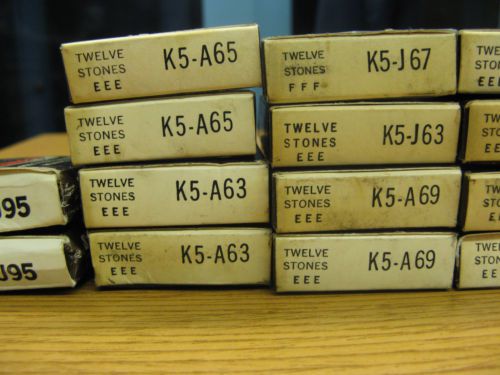 TWELVE STONES EEE K5-A65
TWELVE STONES EEE K5-A65
TWELVE STONES EEE K5-A63
TWELVE STONES EEE K5-A63
TWELVE STONES FFF K5-J67
TWELVE STONES EEE K5-J63
TWELVE STONES EEE K5-A69
TWELVE STONES EEE K5-A69
J95
J95